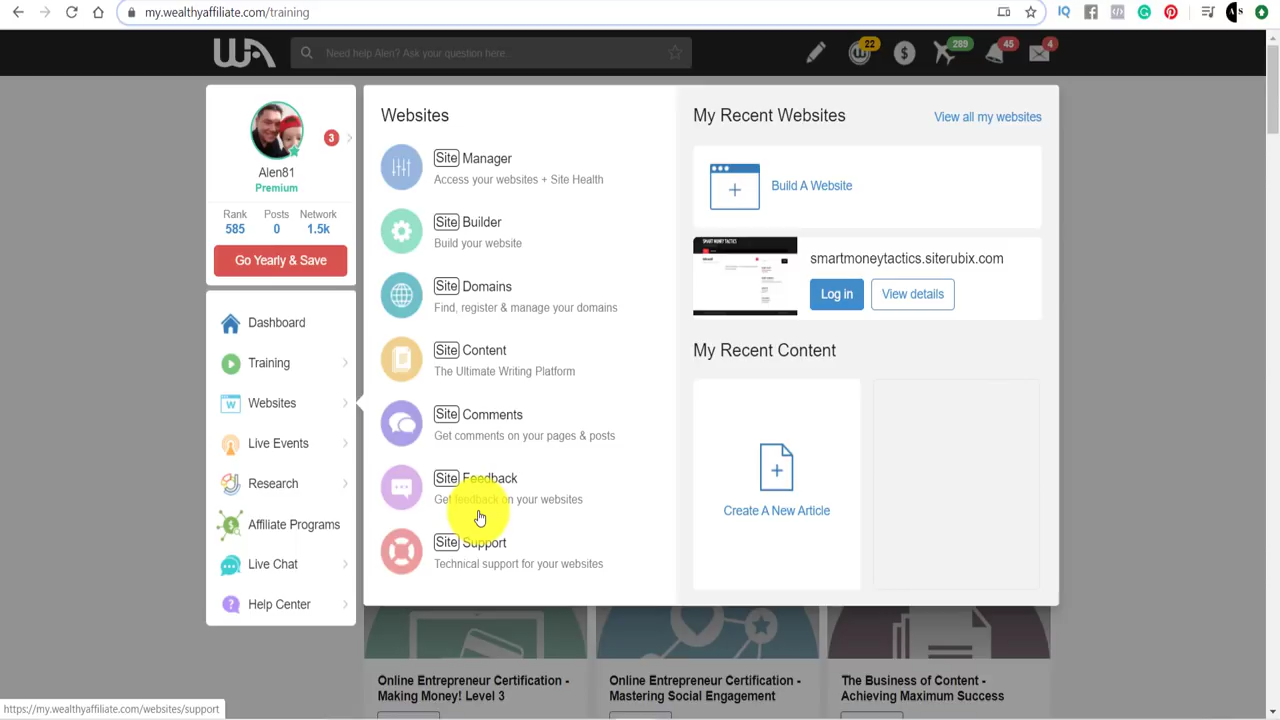 my.wealthyaffiliate.com/training
WA
Need help Alen? Ask your question here
22
289
45
4
3
Alen81
Premium
Rank Posts Network
585 0 1.5k
Go Yearly & Save
Dashboard
Training
Websites
Live Events
Research
Affiliate Programs
Live Chat
Help Center
Websites
Site Manager
Access your websites + Site Health
Site Builder
Build your website
Site Domains
Find, register & manage your domains
Site Content
The Ultimate Writing Platform
Site Comments
Get comments on your pages & posts
Site Feedback
Get feedback on your websites
Site Support
Technical support for your websites
My Recent Websites
View all my websites
Build A Website
SMART MONEY TACTICS
smartmoneytactics.siterubix.com
Log in
View details
My Recent Content
Create A New Article
Online Entrepreneur Certification -
Making Money! Level 3
Online Entrepreneur Certification -
Mastering Social Engagement
The Business of Content -
Achieving Maximum Success
https://my.wealthyaffiliate.com/websites/support